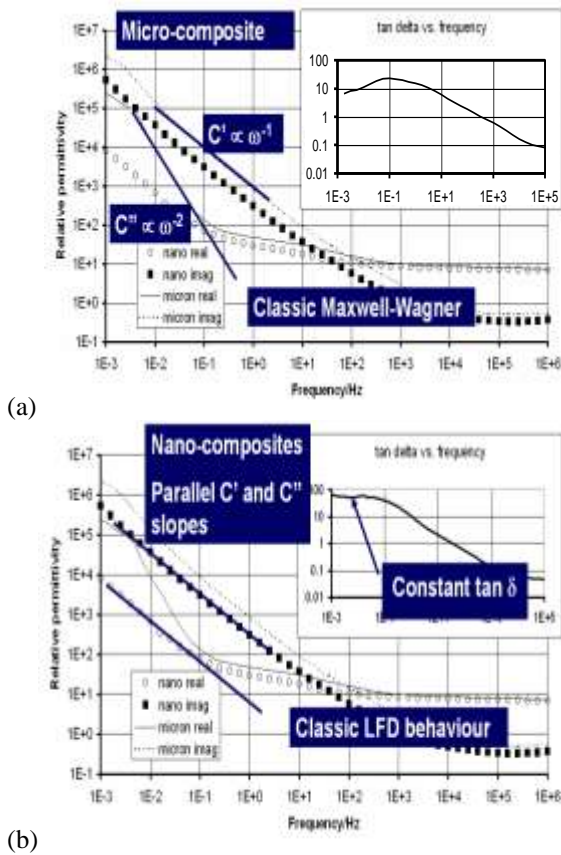 Micro-composite
tan delta vs. frequency
100
10
1
0.1
0.01
1E-3
1E-1
1E+1
1E+3
1E+5
Relative permittivity
1E+7
1E+6
1E+5
1E+4
1E+3
1E+2
1E+1
1E+0
1E-1
C' ∝ ω⁻¹
C'' ∝ ω⁻²
nano real
nano imag
micron real
micron imag
Classic Maxwell-Wagner
1E-3 1E-2 1E-1 1E+0 1E+1 1E+2 1E+3 1E+4 1E+5 1E+6
Frequency/Hz
(a)
Nano-composites
Parallel C' and C"
slopes
tan delta vs. frequency
100
10
1
0.1
0.01
1E-3
1E+6
Constant tan δ
Relative permittivity
1E+7
1E+6
1E+5
1E+4
1E+3
1E+2
1E+1
1E+0
1E-1
nano real
nano imag
micron real
micron imag
Classic LFD behaviour
1E-3 1E-2 1E-1 1E+0 1E+1 1E+2 1E+3 1E+4 1E+5 1E+6
Frequency/Hz
(b)